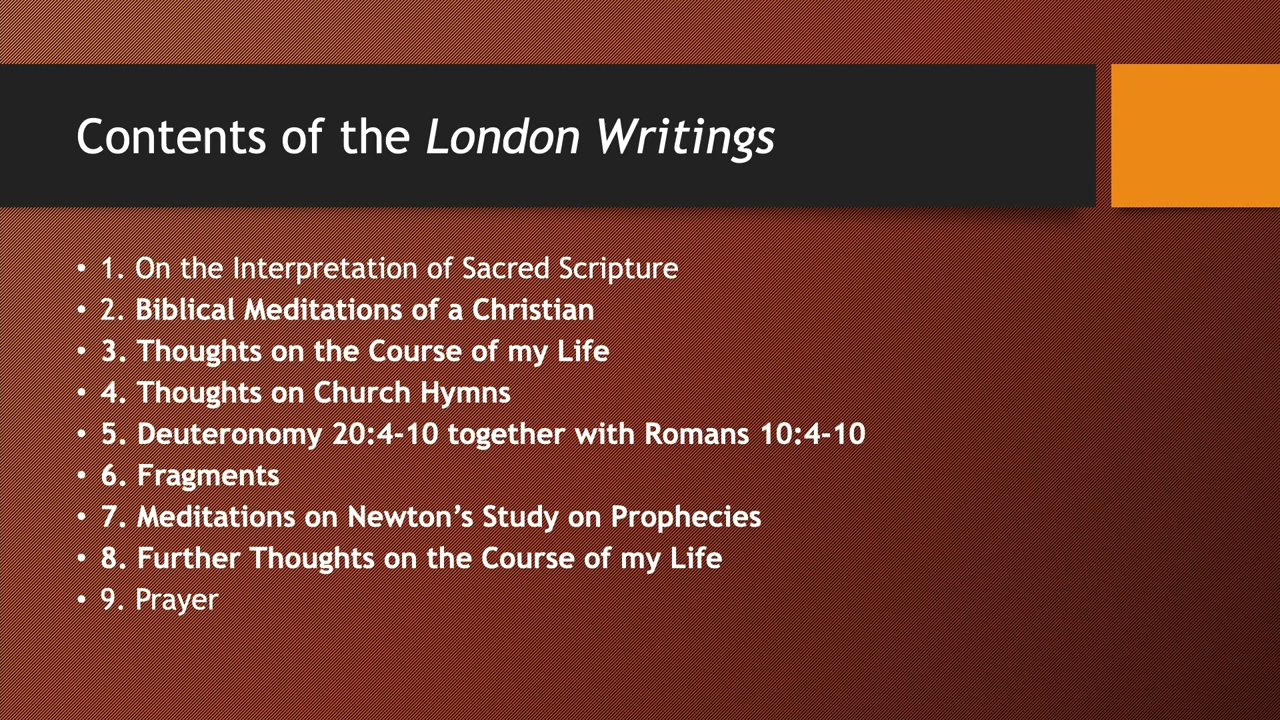 Contents of the London Writings
• 1. On the Interpretation of Sacred Scripture
• 2. Biblical Meditations of a Christian
• 3. Thoughts on the Course of my Life
• 4. Thoughts on Church Hymns
• 5. Deuteronomy 20:4-10 together with Romans 10:4-10
• 6. Fragments
• 7. Meditations on Newton’s Study on Prophecies
• 8. Further Thoughts on the Course of my Life
• 9. Prayer